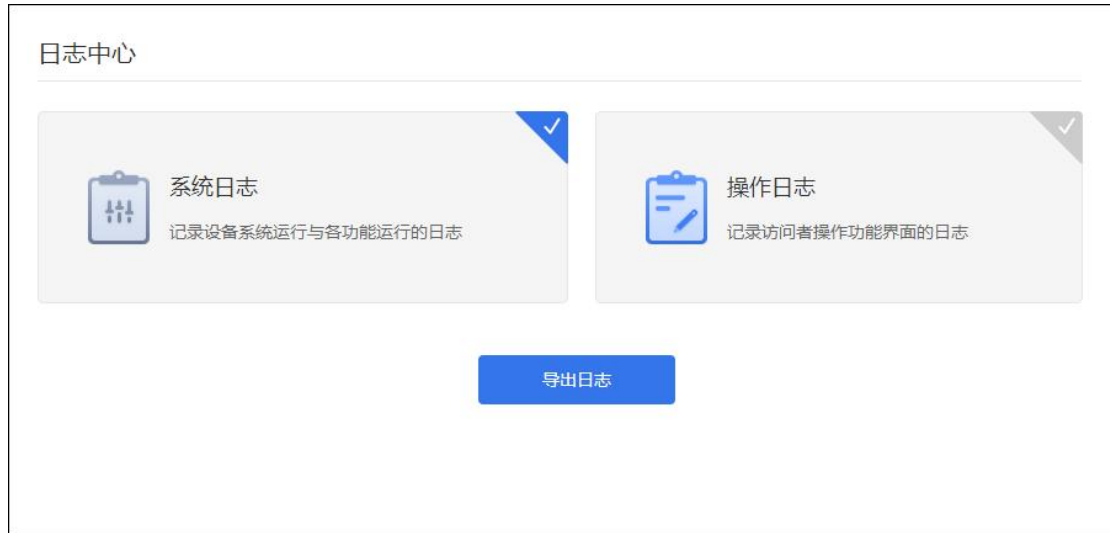 日志中心
系统日志
记录设备系统运行与各功能运行的日志
操作日志
记录访问者操作功能界面的日志
导出日志